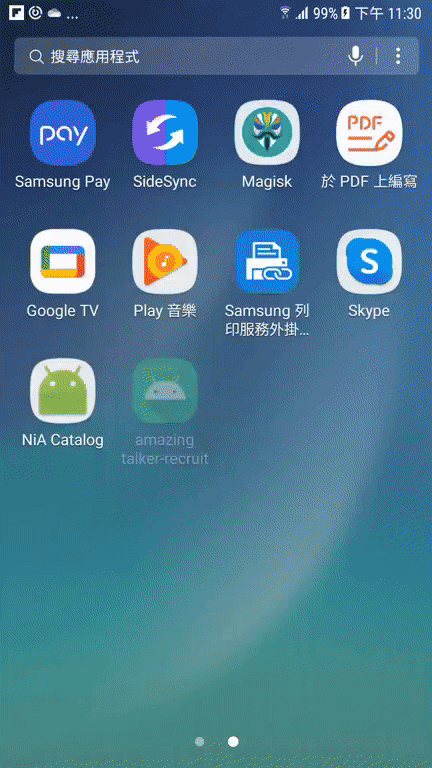 ... 99% 下午 11:30
搜尋應用程式
pay PDF
Samsung Pay SideSync Magisk 於 PDF 上編寫
S
Google TV Play 音樂 Samsung 列 Skype
印服務外掛...
NiA Catalog amazing
talker-recruit